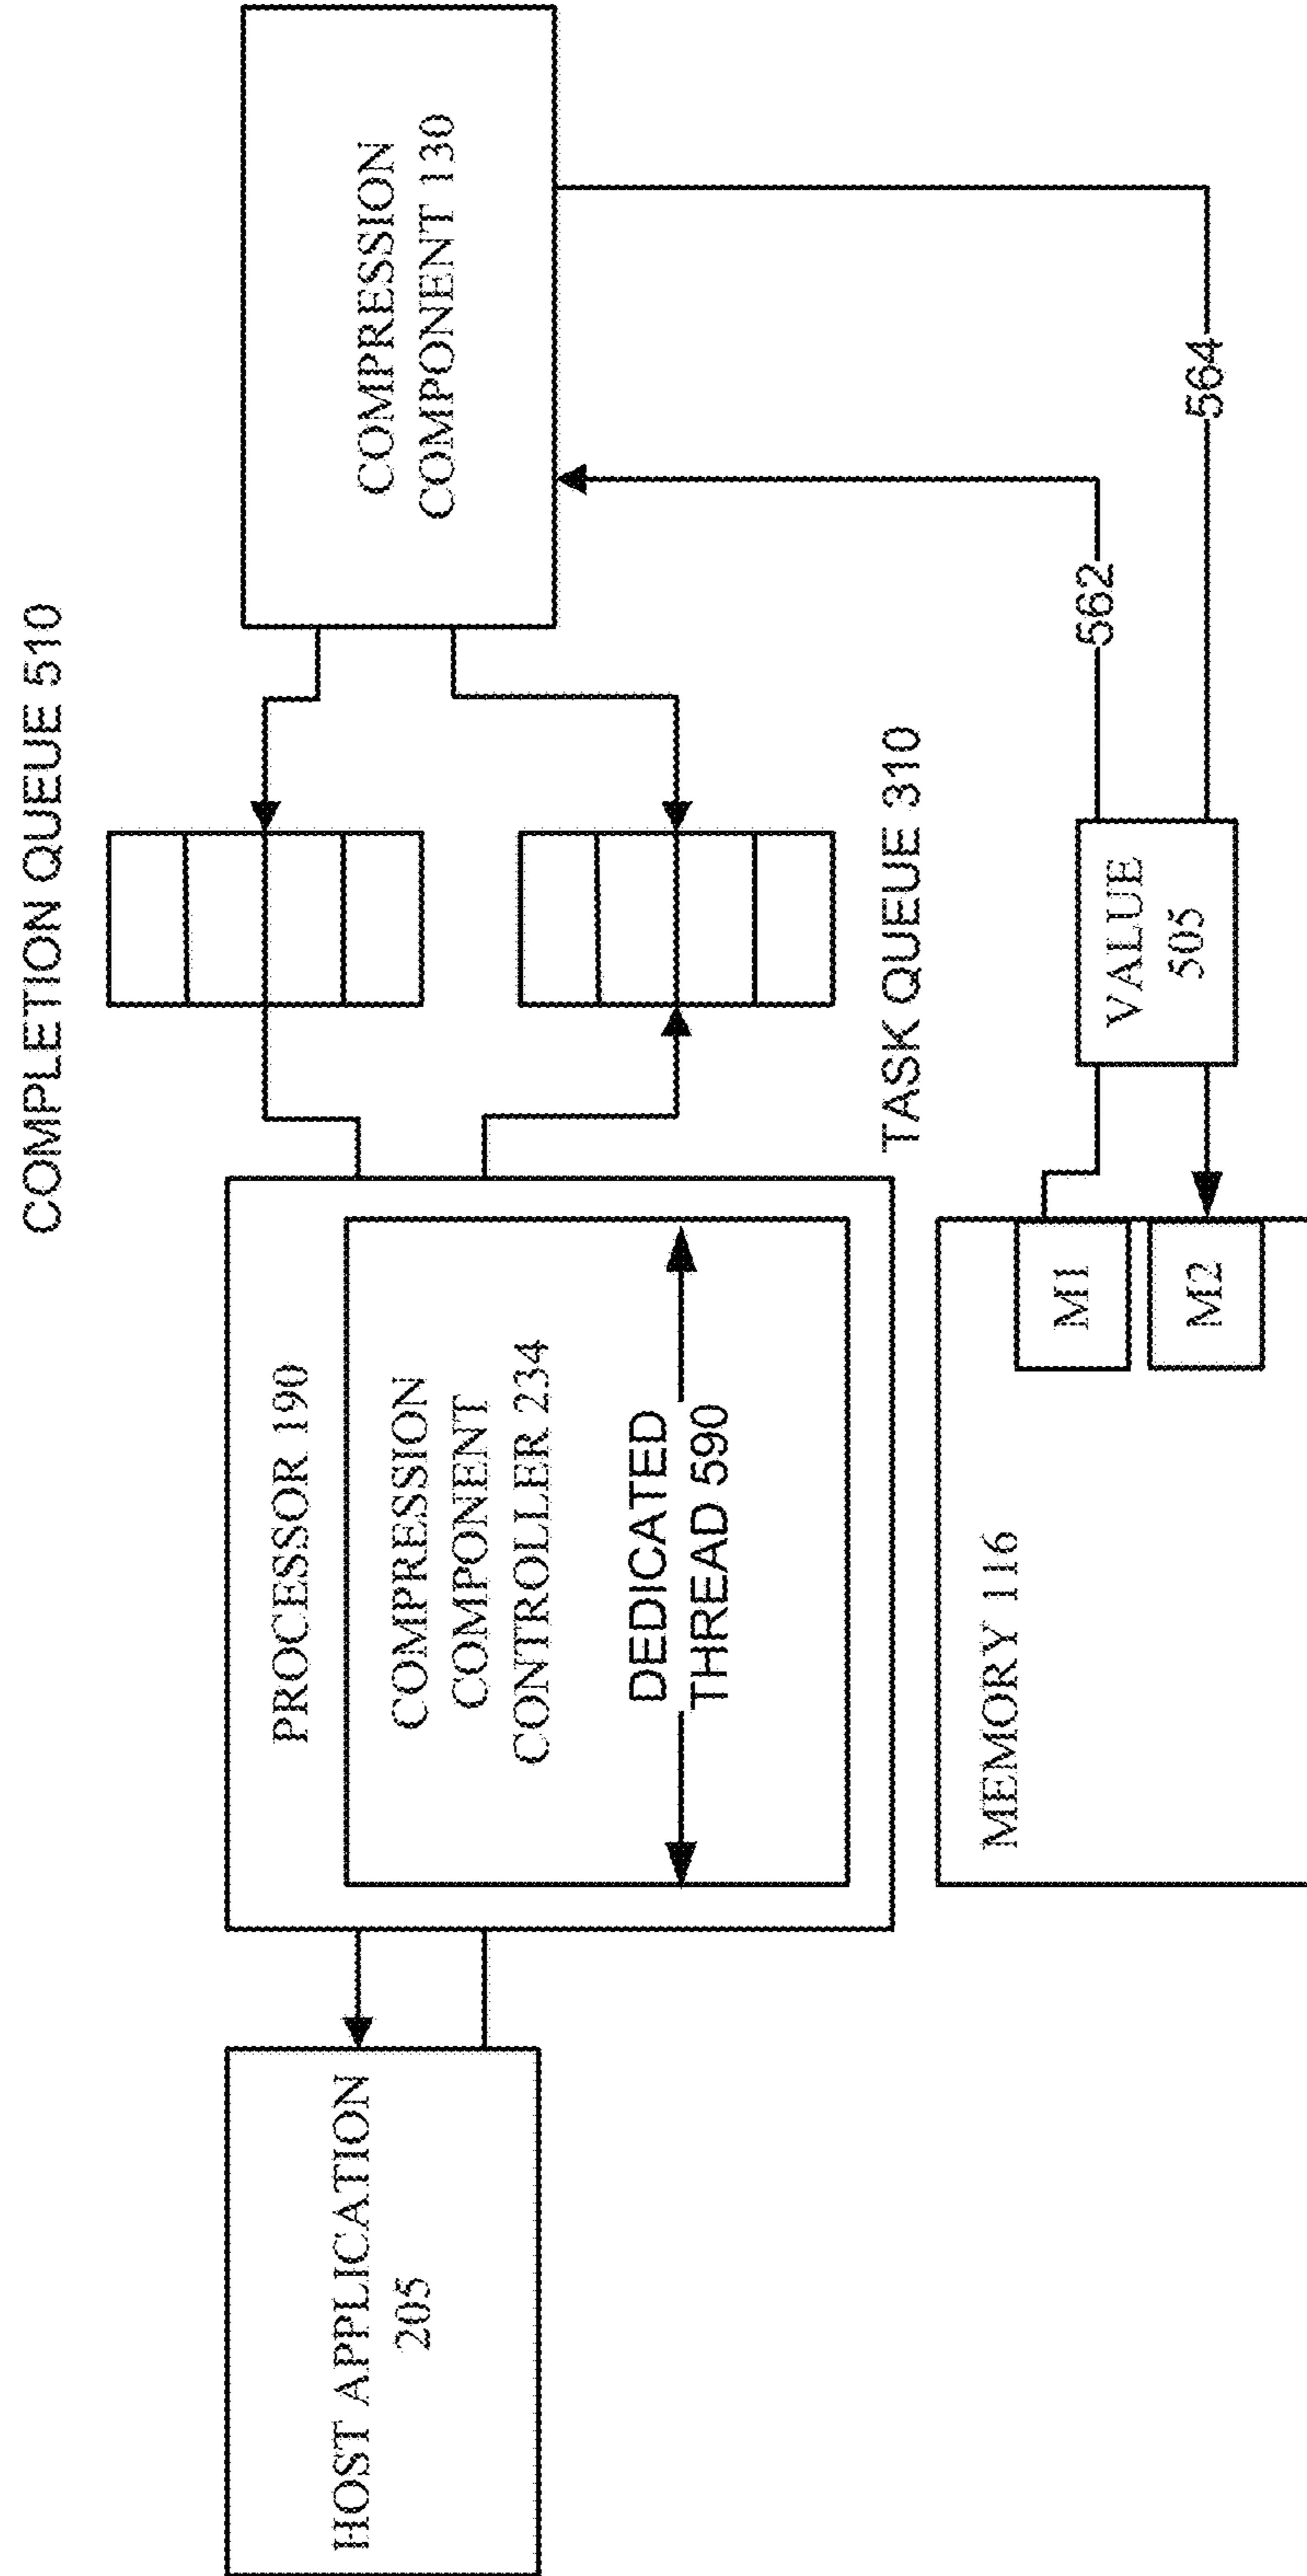 COMPLETION QUEUE 510
HOST APPLICATION
205
PROCESSOR 190
COMPRESSION
COMPONENT
CONTROLLER 234
DEDICATED
THREAD 590
COMPRESSION
COMPONENT 130
TASK QUEUE 310
MEMORY 116
M1
M2
VALUE
505
562
564